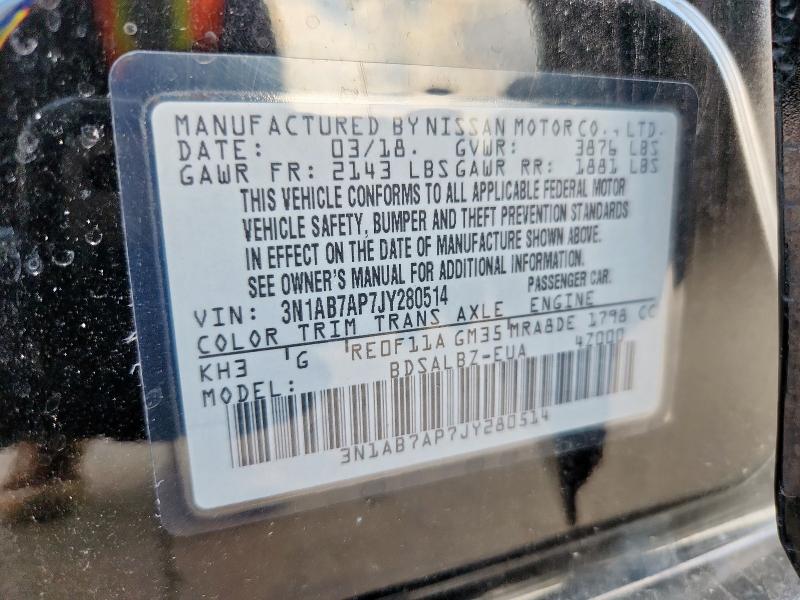 MANUFACTURED BY NISSAN MOTOR CO., LTD.
DATE: 03/18. GVWR: 3876 LBS
GAWR FR: 2143 LBS GAWR RR: 1881 LBS
THIS VEHICLE CONFORMS TO ALL APPLICABLE FEDERAL MOTOR
VEHICLE SAFETY, BUMPER AND THEFT PREVENTION STANDARDS
IN EFFECT ON THE DATE OF MANUFACTURE SHOWN ABOVE.
SEE OWNER'S MANUAL FOR ADDITIONAL INFORMATION.
VIN: 3N1AB7AP7JY280514 PASSENGER CAR.
COLOR TRIM TRANS AXLE ENGINE
KH3 G RE0F11A GM35 MRA8DE 1798 CC
MODEL: BDSALBZ-EUA 47000
3N1AB7AP7JY280514